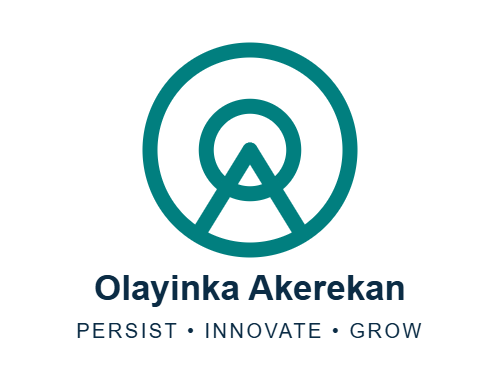 Olayinka Akerekan
PERSIST • INNOVATE • GROW